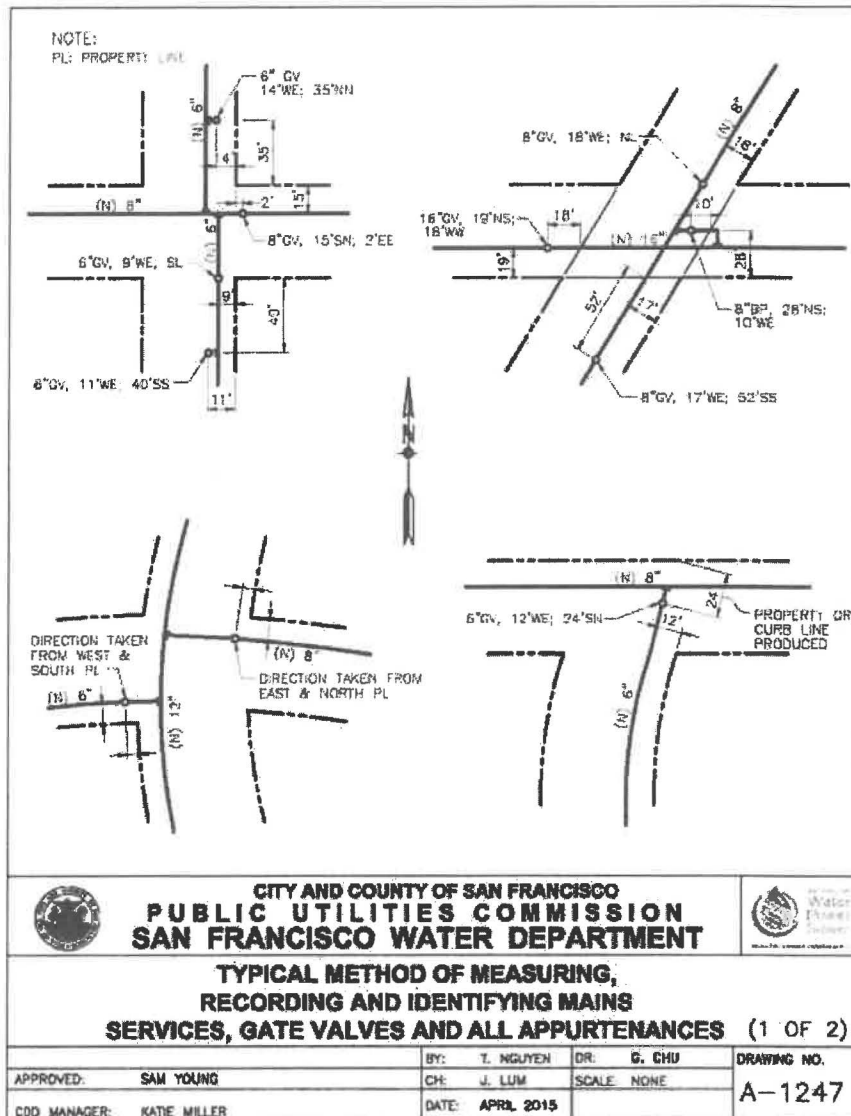 NOTE:
PL: PROPERTY LINE
6" GV
14'WE; 35'NN
(N) 6"
4'
35'
15'
(N) 8"
2'
6"
(N)
8"GV, 15'SN; 2'EE
6"GV, 9'WE, SL
9'
40'
6"GV, 11'WE; 40'SS
11'
(N) 8"
18'
8"GV, 18'WE; NL
10'
16"GV, 19'NS;
18'WW
18'
(N) 16"
19'
28
52'
17'
8"BP, 28'NS;
10'WE
8"GV, 17'WE; 52'SS
N
DIRECTION TAKEN
FROM WEST &
SOUTH PL
(N) 6"
(N) 12"
(N) 8"
DIRECTION TAKEN FROM
EAST & NORTH PL
(N) 8"
6"GV, 12'WE; 24'SN
24'
12'
PROPERTY OR
CURB LINE
PRODUCED
(N) 6"
CITY AND COUNTY OF SAN FRANCISCO
PUBLIC UTILITIES COMMISSION
SAN FRANCISCO WATER DEPARTMENT
Water
Power
Sewer
TYPICAL METHOD OF MEASURING,
RECORDING AND IDENTIFYING MAINS
SERVICES, GATE VALVES AND ALL APPURTENANCES (1 OF 2)
BY: T. NGUYEN DR: G. CHU DRAWING NO.
APPROVED: SAM YOUNG CH: J. LUM SCALE: NONE A-1247
CDD MANAGER: KATIE MILLER DATE: APRIL 2015